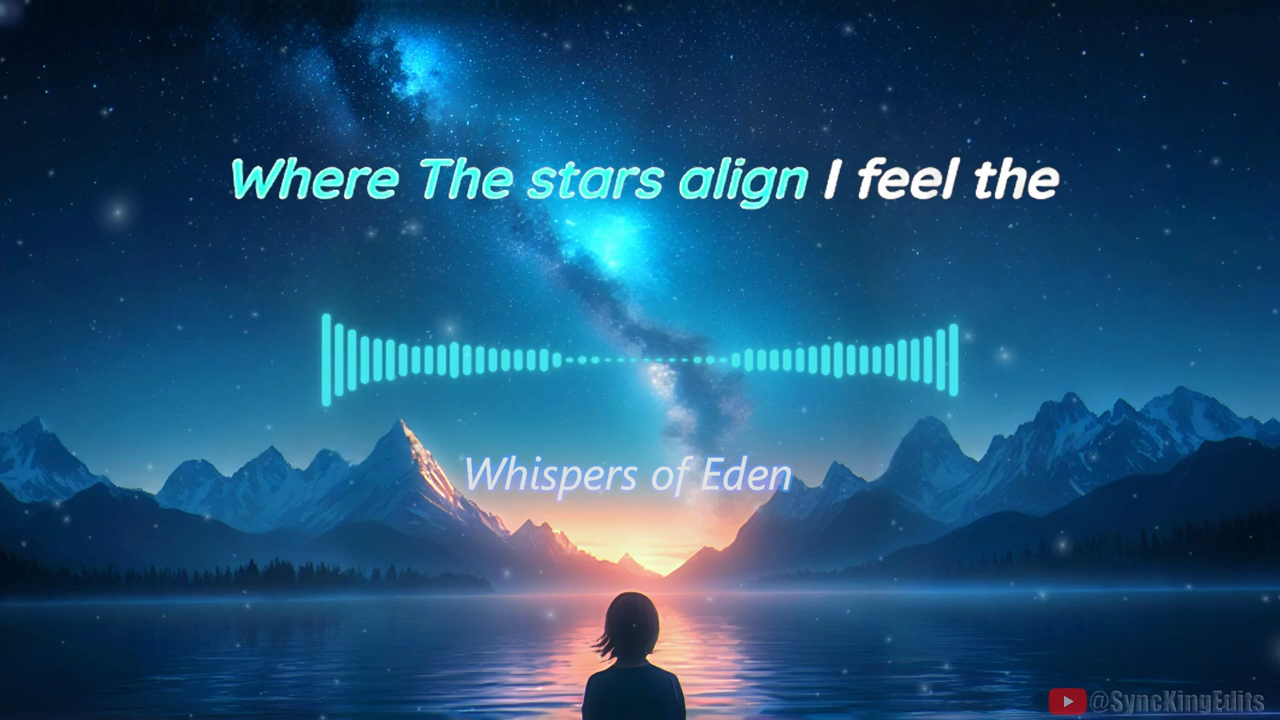 Where The stars align I feel the
Whispers of Eden
@SyncKingEdits